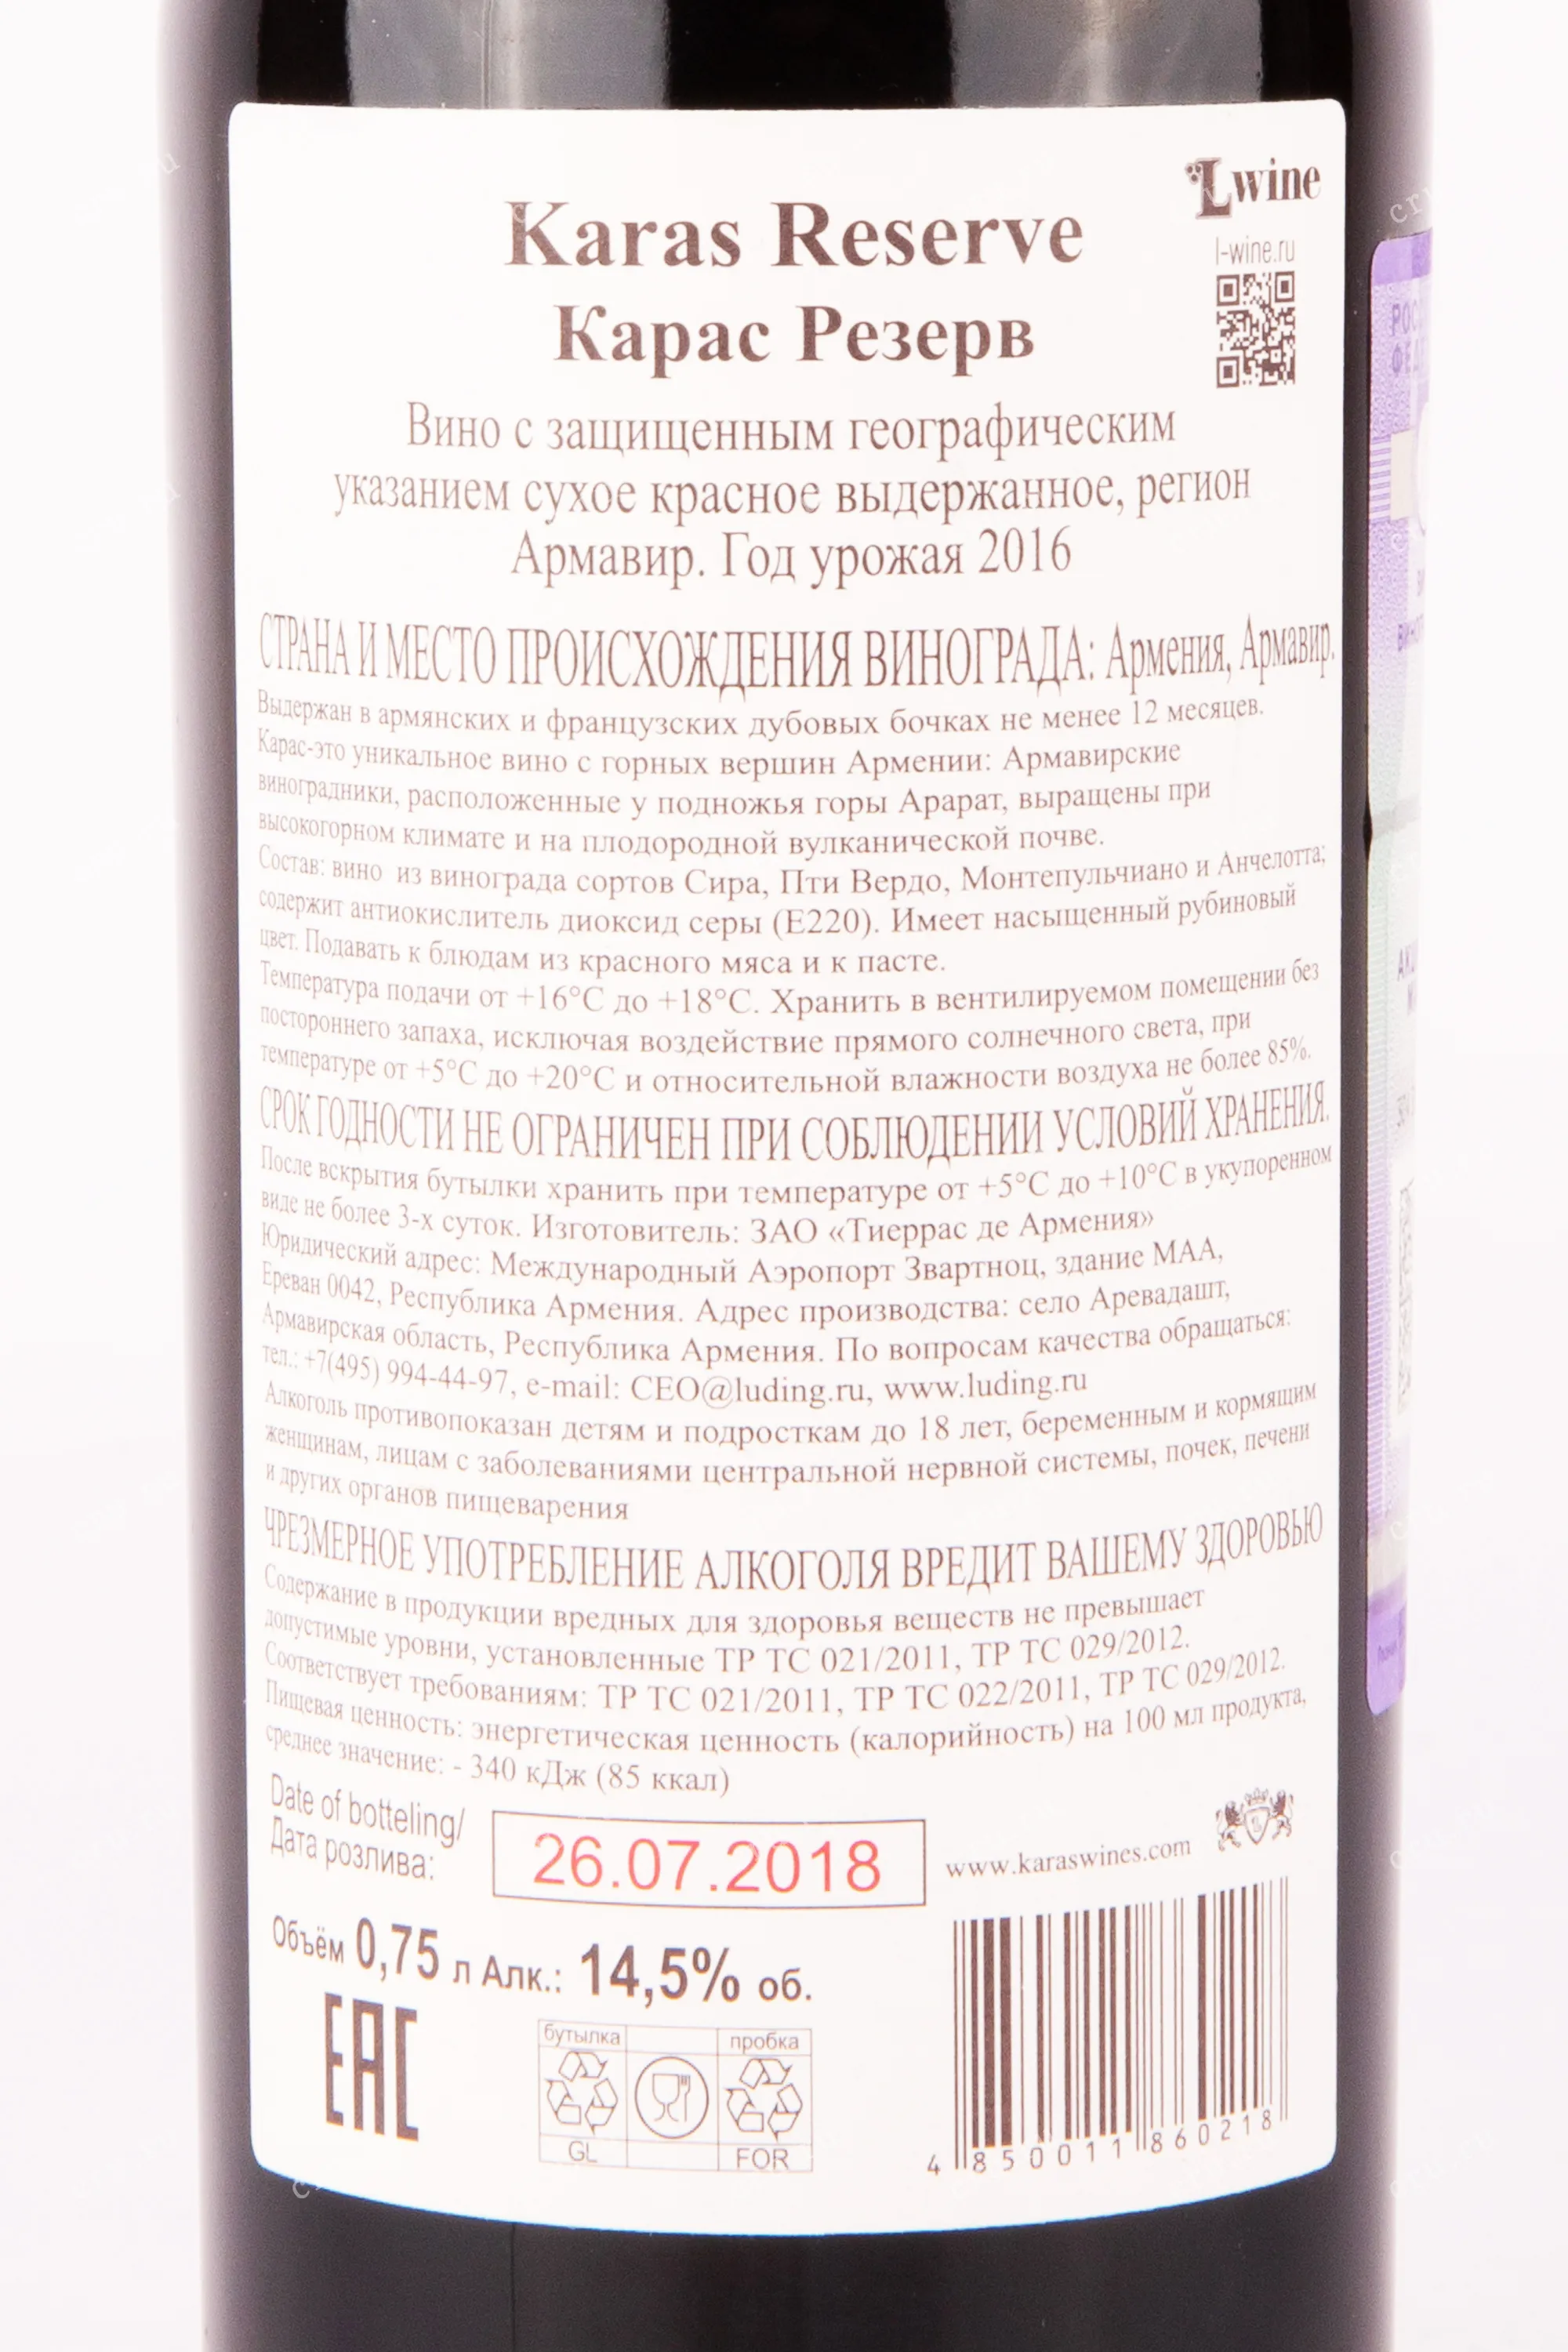 Lwine
l-wine.ru
Karas Reserve
Карас Резерв
Вино с защищенным географическим
указанием сухое красное выдержанное, регион
Армавир. Год урожая 2016
СТРАНА И МЕСТО ПРОИСХОЖДЕНИЯ ВИНОГРАДА: Армения, Армавир.
Выдержан в армянских и французских дубовых бочках не менее 12 месяцев.
Карас-это уникальное вино с горных вершин Армении: Армавирские
виноградники, расположенные у подножья горы Арарат, выращены при
высокогорном климате и на плодородной вулканической почве.
Состав: вино из винограда сортов Сира, Пти Вердо, Монтепульчиано и Анчелотта;
содержит антиокислитель диоксид серы (Е220). Имеет насыщенный рубиновый
цвет. Подавать к блюдам из красного мяса и к пасте.
Температура подачи от +16°С до +18°С. Хранить в вентилируемом помещении без
постороннего запаха, исключая воздействие прямого солнечного света, при
температуре от +5°С до +20°С и относительной влажности воздуха не более 85%.
СРОК ГОДНОСТИ НЕ ОГРАНИЧЕН ПРИ СОБЛЮДЕНИИ УСЛОВИЙ ХРАНЕНИЯ.
После вскрытия бутылки хранить при температуре от +5°С до +10°С в укупоренном
виде не более 3-х суток. Изготовитель: ЗАО «Тиеррас де Армения»
Юридический адрес: Международный Аэропорт Звартноц, здание МАА,
Ереван 0042, Республика Армения. Адрес производства: село Аревадашт,
Армавирская область, Республика Армения. По вопросам качества обращаться:
тел.: +7(495) 994-44-97, e-mail: CEO@luding.ru, www.luding.ru
Алкоголь противопоказан детям и подросткам до 18 лет, беременным и кормящим
женщинам, лицам с заболеваниями центральной нервной системы, почек, печени
и других органов пищеварения
ЧРЕЗМЕРНОЕ УПОТРЕБЛЕНИЕ АЛКОГОЛЯ ВРЕДИТ ВАШЕМУ ЗДОРОВЬЮ
Содержание в продукции вредных для здоровья веществ не превышает
допустимые уровни, установленные ТР ТС 021/2011, ТР ТС 029/2012.
Соответствует требованиям: ТР ТС 021/2011, ТР ТС 022/2011, ТР ТС 029/2012.
Пищевая ценность: энергетическая ценность (калорийность) на 100 мл продукта,
среднее значение: - 340 кДж (85 ккал)
Date of botteling/
Дата розлива:
26.07.2018
www.karaswines.com
Объём 0,75 л Алк.: 14,5% об.
EAC
бутылка пробка
GL FOR
4 850011 860218